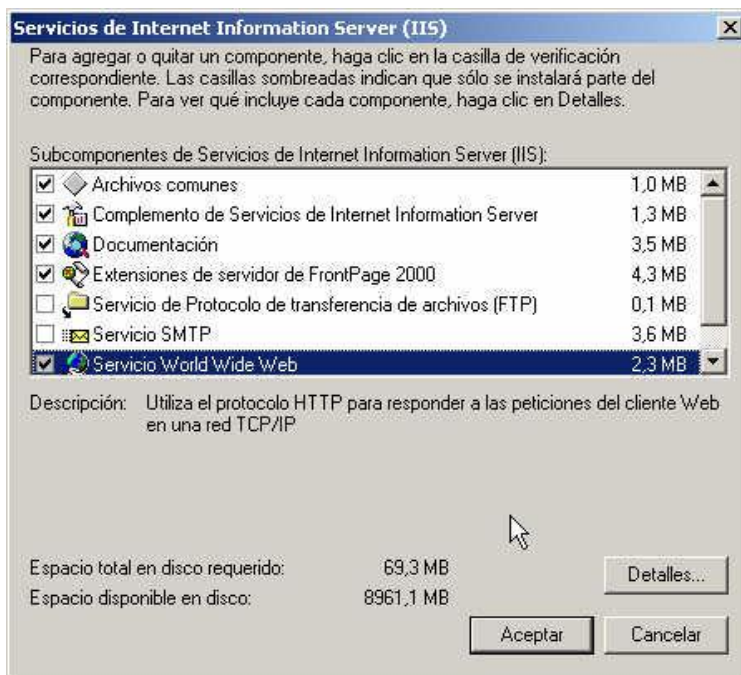 Servicios de Internet Information Server (IIS)
Para agregar o quitar un componente, haga clic en la casilla de verificación
correspondiente. Las casillas sombreadas indican que sólo se instalará parte del
componente. Para ver qué incluye cada componente, haga clic en Detalles.
Subcomponentes de Servicios de Internet Information Server (IIS):
Archivos comunes 1,0 MB
Complemento de Servicios de Internet Information Server 1,3 MB
Documentación 3,5 MB
Extensiones de servidor de FrontPage 2000 4,3 MB
Servicio de Protocolo de transferencia de archivos (FTP) 0,1 MB
Servicio SMTP 3,6 MB
Servicio World Wide Web 2,3 MB
Descripción: Utiliza el protocolo HTTP para responder a las peticiones del cliente Web
en una red TCP/IP
Espacio total en disco requerido: 69,3 MB
Espacio disponible en disco: 8961,1 MB
Detalles...
Aceptar Cancelar